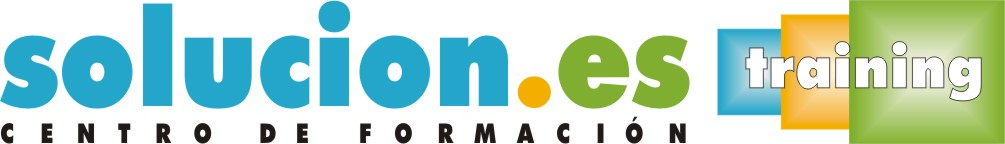 solucion.es
CENTRO DE FORMACIÓN
training